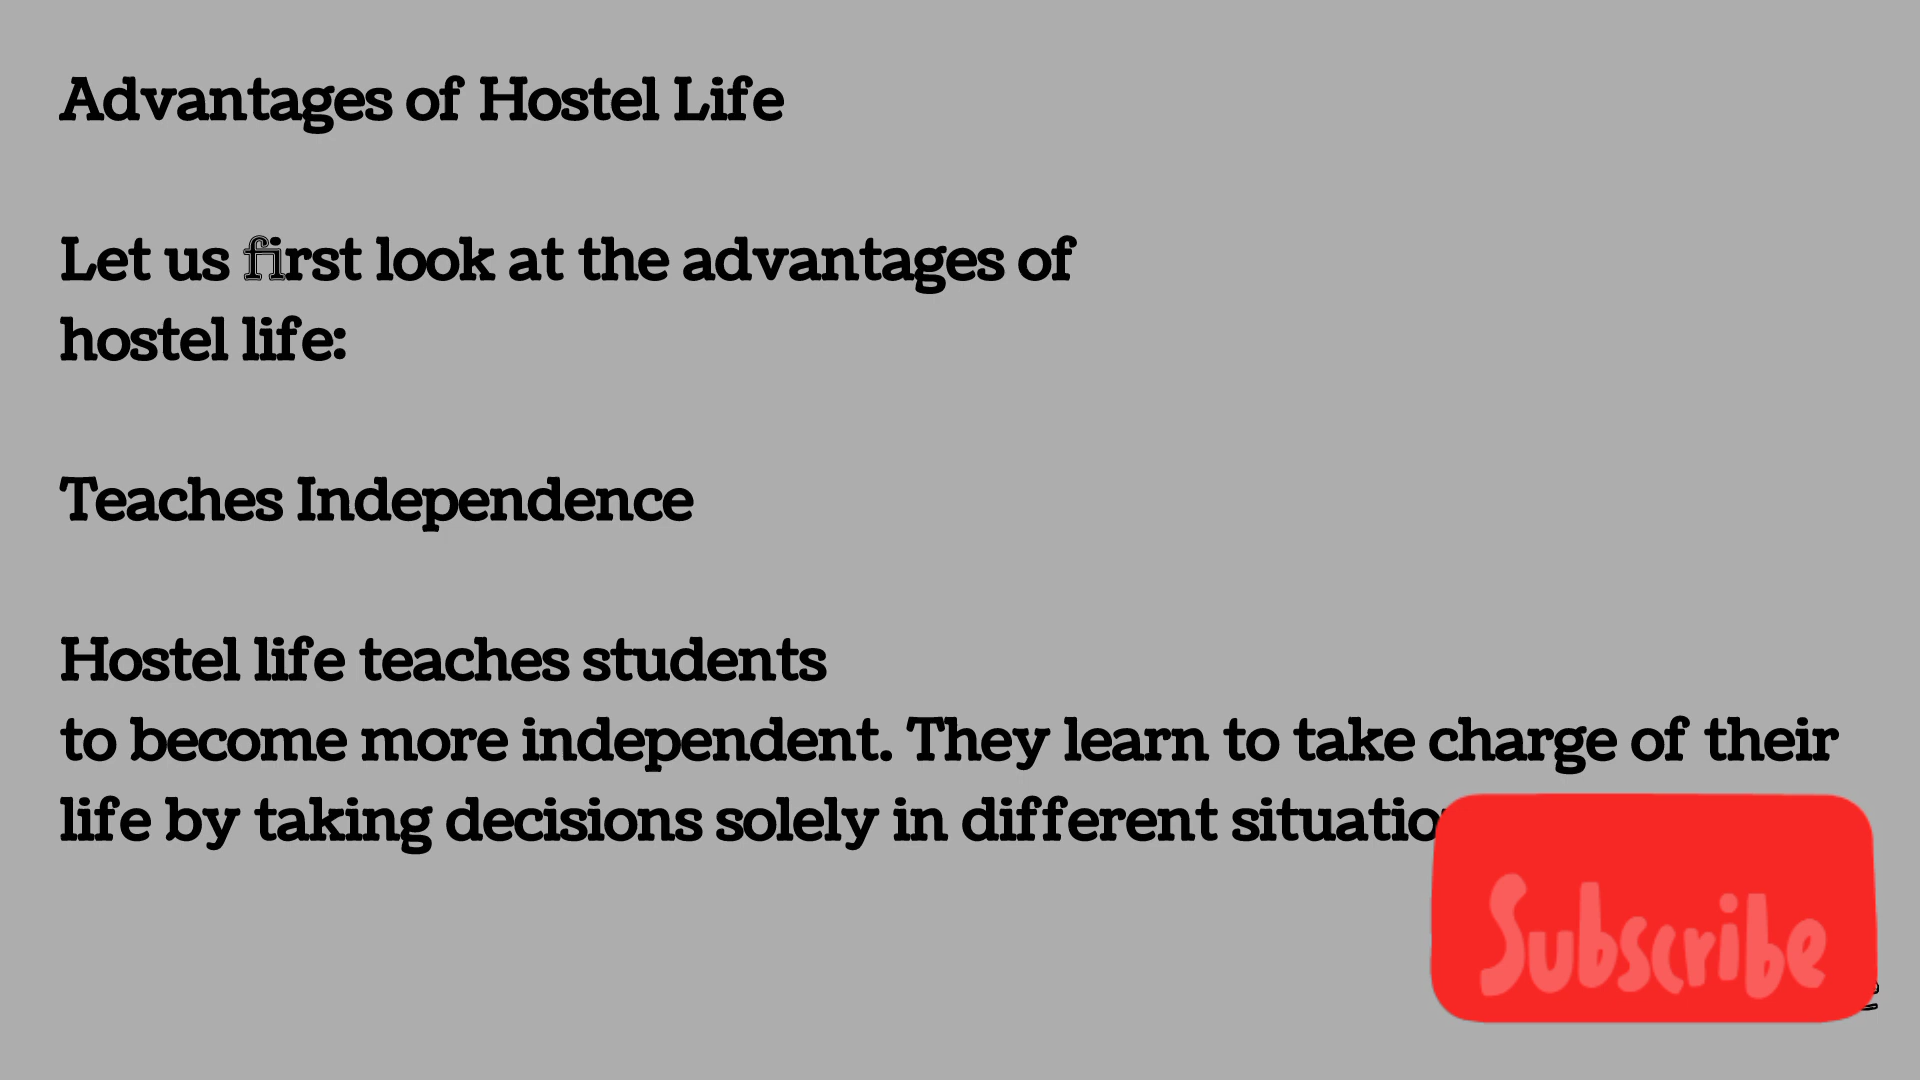 Advantages of Hostel Life
Let us first look at the advantages of
hostel life:
Teaches Independence
Hostel life teaches students
to become more independent. They learn to take charge of their
life by taking decisions solely in different
Subscribe